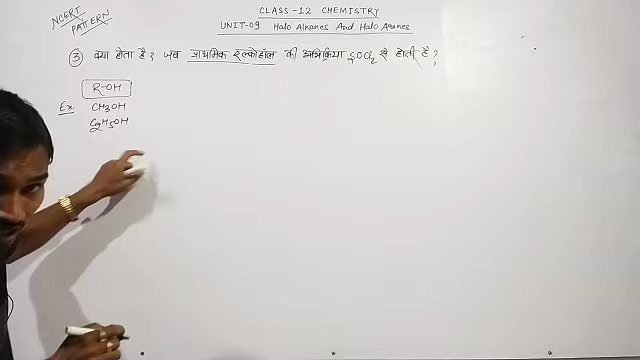 NCERT
PATTERN
CLASS-12 CHEMISTRY
UNIT-09 Halo Alkanes And Halo Arenes
③ क्या होता है? जब प्राथमिक एल्कोहॉल की अभिक्रिया SOCl₂ से होती है?
R-OH
Ex. CH₃OH
C₂H₅OH